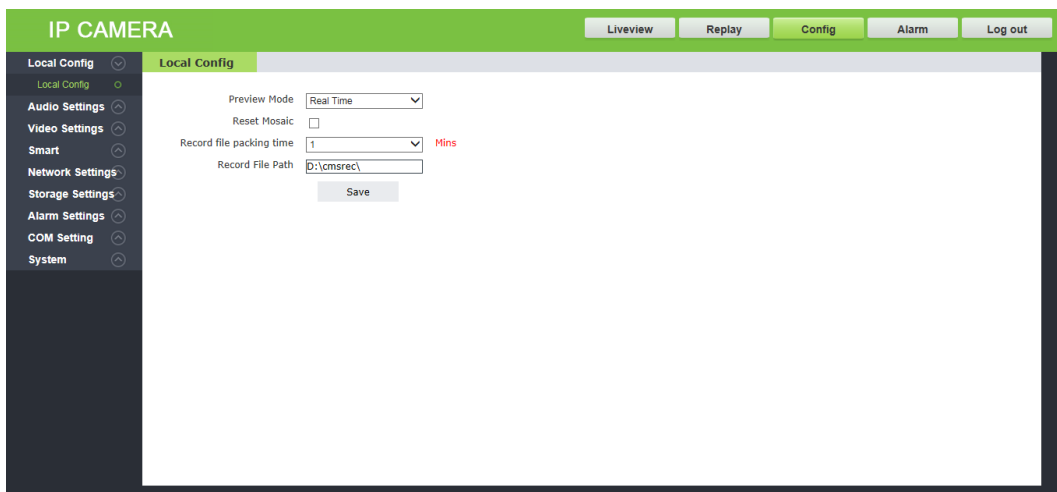 IP CAMERA
Liveview Replay Config Alarm Log out
Local Config
Local Config
Audio Settings
Video Settings
Smart
Network Settings
Storage Settings
Alarm Settings
COM Setting
System
Local Config
Preview Mode Real Time
Reset Mosaic
Record file packing time 1 Mins
Record File Path D:\cmsrec\
Save